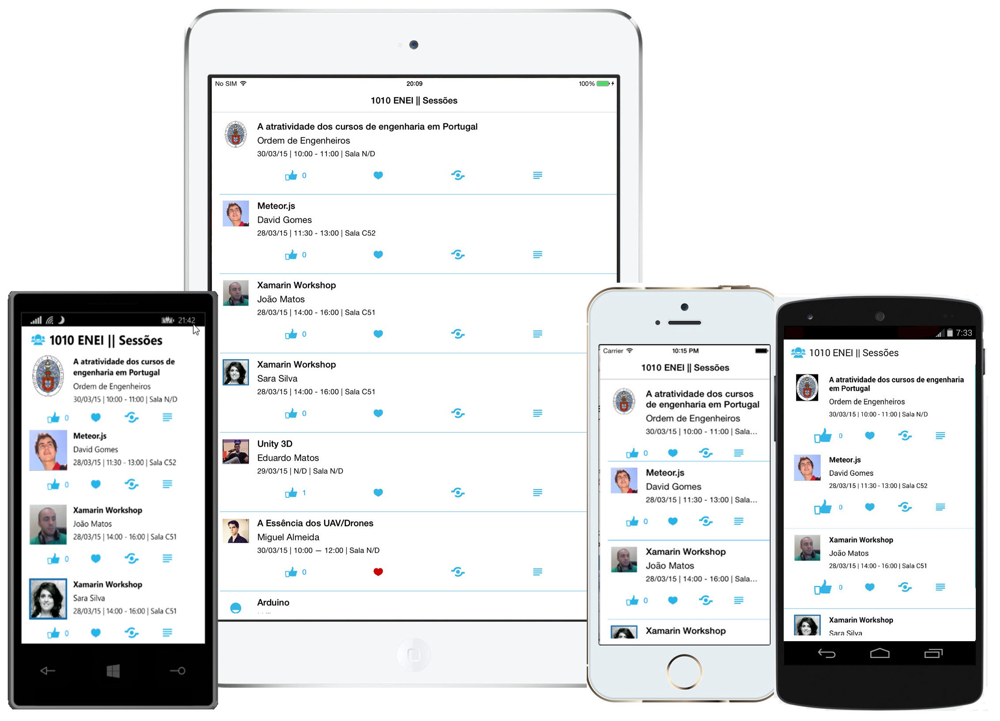 No SIM 20:09 100%
1010 ENEI || Sessões
A atratividade dos cursos de engenharia em Portugal
Ordem de Engenheiros
30/03/15 | 10:00 - 11:00 | Sala N/D
0
Meteor.js
David Gomes
28/03/15 | 11:30 - 13:00 | Sala C52
0
Xamarin Workshop
João Matos
28/03/15 | 14:00 - 16:00 | Sala C51
0
Xamarin Workshop
Sara Silva
28/03/15 | 14:00 - 16:00 | Sala C51
0
Unity 3D
Eduardo Matos
29/03/15 | N/D | Sala N/D
1
A Essência dos UAV/Drones
Miguel Almeida
30/03/15 | 10:00 — 12:00 | Sala N/D
0
Arduino
21:42
1010 ENEI || Sessões
A atratividade dos cursos de
engenharia em Portugal
Ordem de Engenheiros
30/03/15 | 10:00 - 11:00 | Sala N/D
0
Meteor.js
David Gomes
28/03/15 | 11:30 - 13:00 | Sala C52
0
Xamarin Workshop
João Matos
28/03/15 | 14:00 - 16:00 | Sala C51
0
Xamarin Workshop
Sara Silva
28/03/15 | 14:00 - 16:00 | Sala C51
0
Carrier 10:15 PM
1010 ENEI || Sessões
A atratividade dos cursos
de engenharia em Portugal
Ordem de Engenheiros
30/03/15 | 10:00 - 11:00 | Sala...
0
Meteor.js
David Gomes
28/03/15 | 11:30 - 13:00 | Sala...
0
Xamarin Workshop
João Matos
28/03/15 | 14:00 - 16:00 | Sala...
0
Xamarin Workshop
7:33
1010 ENEI || Sessões
A atratividade dos cursos de engenharia
em Portugal
Ordem de Engenheiros
30/03/15 | 10:00 - 11:00 | Sala N/D
0
Meteor.js
David Gomes
28/03/15 | 11:30 - 13:00 | Sala C52
0
Xamarin Workshop
João Matos
28/03/15 | 14:00 - 16:00 | Sala C51
0
Xamarin Workshop
Sara Silva